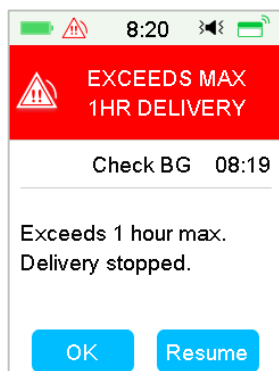 8:20
EXCEEDS MAX
1HR DELIVERY
Check BG 08:19
Exceeds 1 hour max.
Delivery stopped.
OK Resume